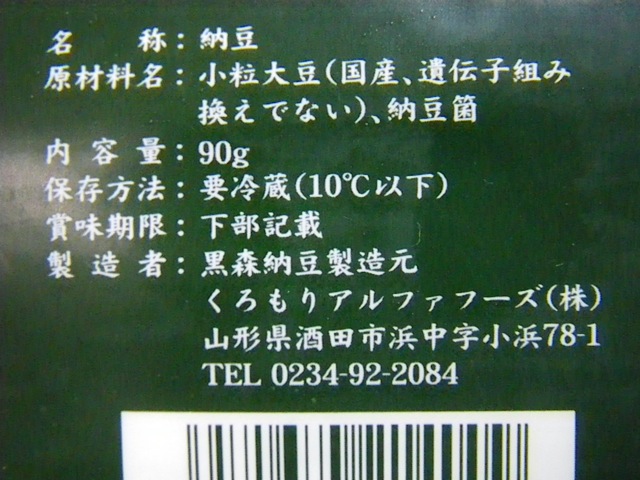 名称：納豆
原材料名：小粒大豆（国産、遺伝子組み
換えでない）、納豆菌
内容量：90g
保存方法：要冷蔵（10℃以下）
賞味期限：下部記載
製造者：黒森納豆製造元
くろもりアルファフーズ（株）
山形県酒田市浜中字小浜78-1
TEL 0234-92-2084